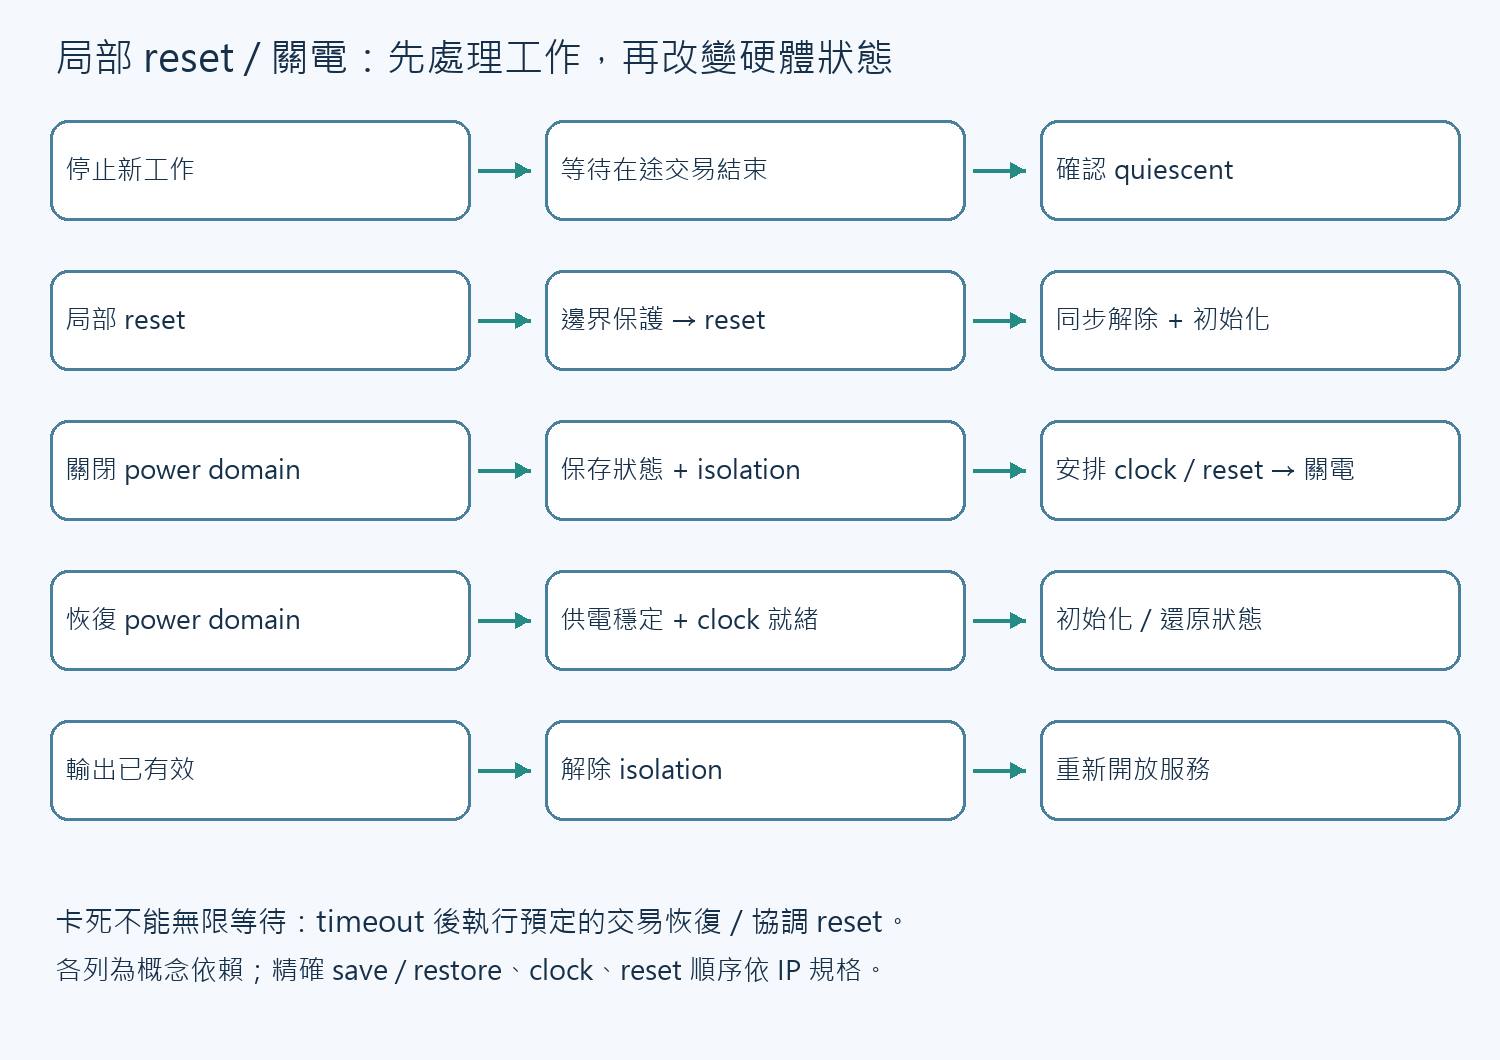 局部 reset / 關電：先處理工作，再改變硬體狀態
停止新工作
等待在途交易結束
確認 quiescent
局部 reset
邊界保護 → reset
同步解除 + 初始化
關閉 power domain
保存狀態 + isolation
安排 clock / reset → 關電
恢復 power domain
供電穩定 + clock 就緒
初始化 / 還原狀態
輸出已有效
解除 isolation
重新開放服務
卡死不能無限等待：timeout 後執行預定的交易恢復 / 協調 reset。
各列為概念依賴；精確 save / restore、clock、reset 順序依 IP 規格。